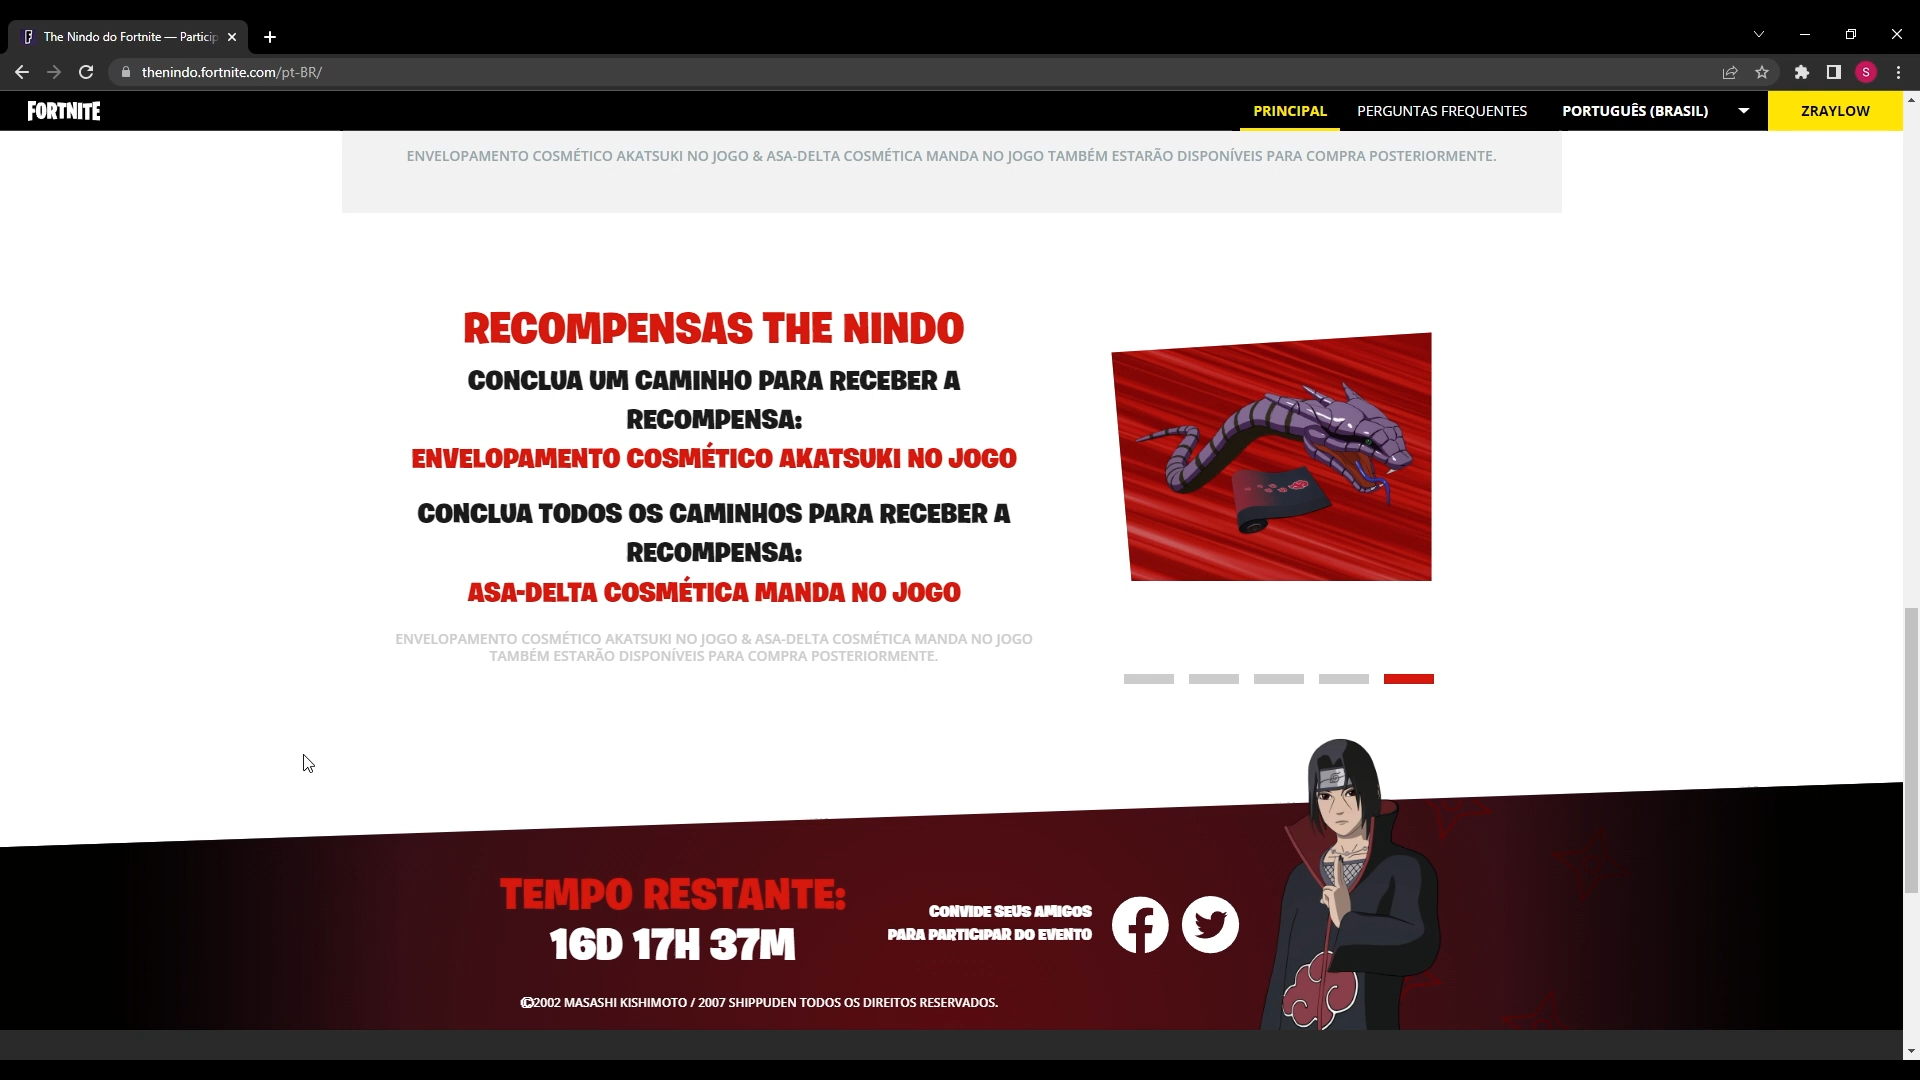 The Nindo do Fortnite — Particip
thenindo.fortnite.com/pt-BR/
S
FORTNITE
PRINCIPAL
PERGUNTAS FREQUENTES
PORTUGUÊS (BRASIL)
ZRAYLOW
ENVELOPAMENTO COSMÉTICO AKATSUKI NO JOGO & ASA-DELTA COSMÉTICA MANDA NO JOGO TAMBÉM ESTARÃO DISPONÍVEIS PARA COMPRA POSTERIORMENTE.
RECOMPENSAS THE NINDO
CONCLUA UM CAMINHO PARA RECEBER A
RECOMPENSA:
ENVELOPAMENTO COSMÉTICO AKATSUKI NO JOGO
CONCLUA TODOS OS CAMINHOS PARA RECEBER A
RECOMPENSA:
ASA-DELTA COSMÉTICA MANDA NO JOGO
ENVELOPAMENTO COSMÉTICO AKATSUKI NO JOGO & ASA-DELTA COSMÉTICA MANDA NO JOGO
TAMBÉM ESTARÃO DISPONÍVEIS PARA COMPRA POSTERIORMENTE.
TEMPO RESTANTE:
16D 17H 37M
CONVIDE SEUS AMIGOS
PARA PARTICIPAR DO EVENTO
©2002 MASASHI KISHIMOTO / 2007 SHIPPUDEN TODOS OS DIREITOS RESERVADOS.